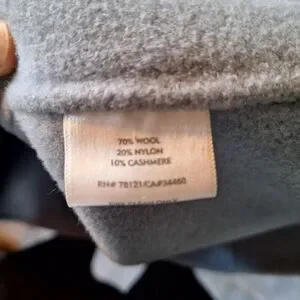 70% WOOL
20% NYLON
10% CASHMERE
RN# 78121/CA#34460